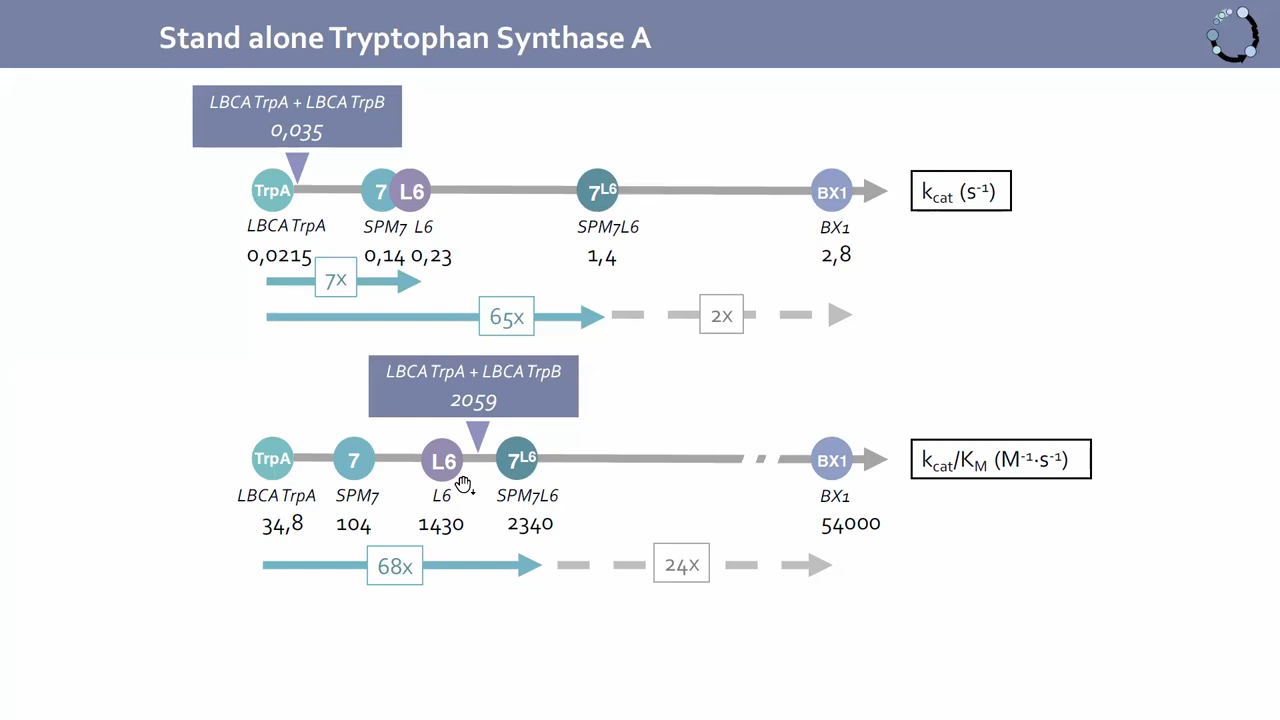 Stand alone Tryptophan Synthase A
LBCA TrpA + LBCA TrpB
0,035
TrpA 7 L6 7L6 BX1
kcat (s-1)
LBCA TrpA SPM7 L6 SPM7L6 BX1
0,0215 0,14 0,23 1,4 2,8
7x
65x 2x
LBCA TrpA + LBCA TrpB
2059
TrpA 7 L6 7L6 BX1
kcat/KM (M-1·s-1)
LBCA TrpA SPM7 L6 SPM7L6 BX1
34,8 104 1430 2340 54000
68x 24x